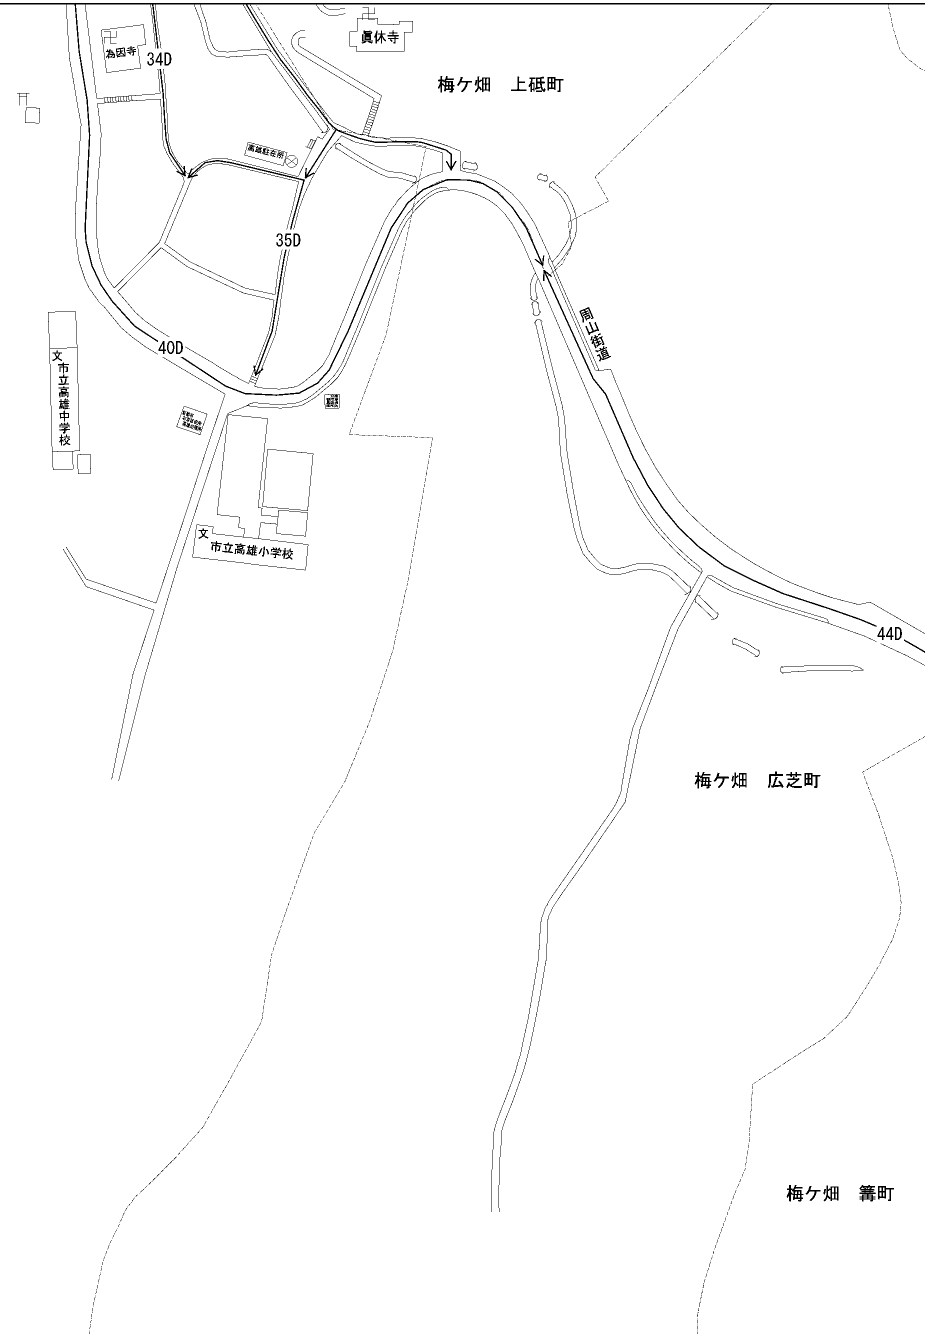 眞休寺
為因寺
34D
梅ケ畑　上砥町
高雄駐在所
35D
周山街道
40D
文
市立高雄中学校
文
市立高雄小学校
44D
梅ケ畑　広芝町
梅ケ畑　篝町